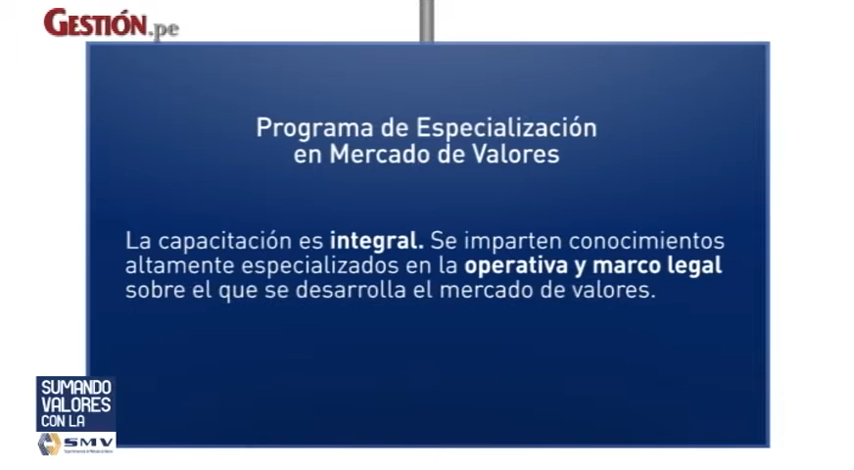 GESTIÓN.pe
Programa de Especialización
en Mercado de Valores
La capacitación es integral. Se imparten conocimientos
altamente especializados en la operativa y marco legal
sobre el que se desarrolla el mercado de valores.
SUMANDO
VALORES
CON LA
SMV